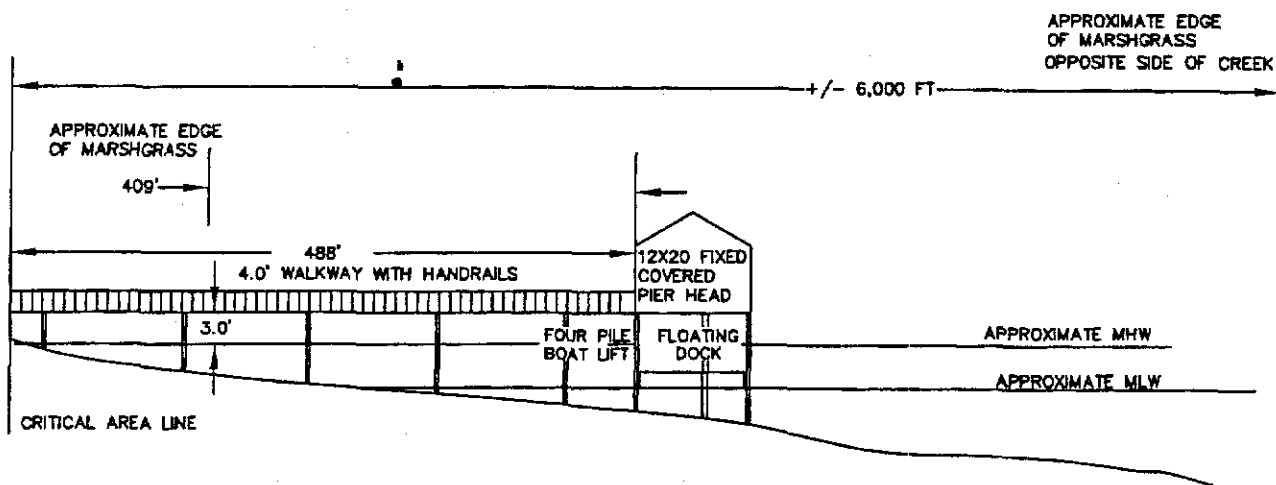 APPROXIMATE EDGE
OF MARSHGRASS
OPPOSITE SIDE OF CREEK
+/- 6,000 FT
APPROXIMATE EDGE
OF MARSHGRASS
409'
488'
4.0' WALKWAY WITH HANDRAILS
12X20 FIXED
COVERED
PIER HEAD
3.0'
FOUR PILE
BOAT LIFT
FLOATING
DOCK
APPROXIMATE MHW
APPROXIMATE MLW
CRITICAL AREA LINE